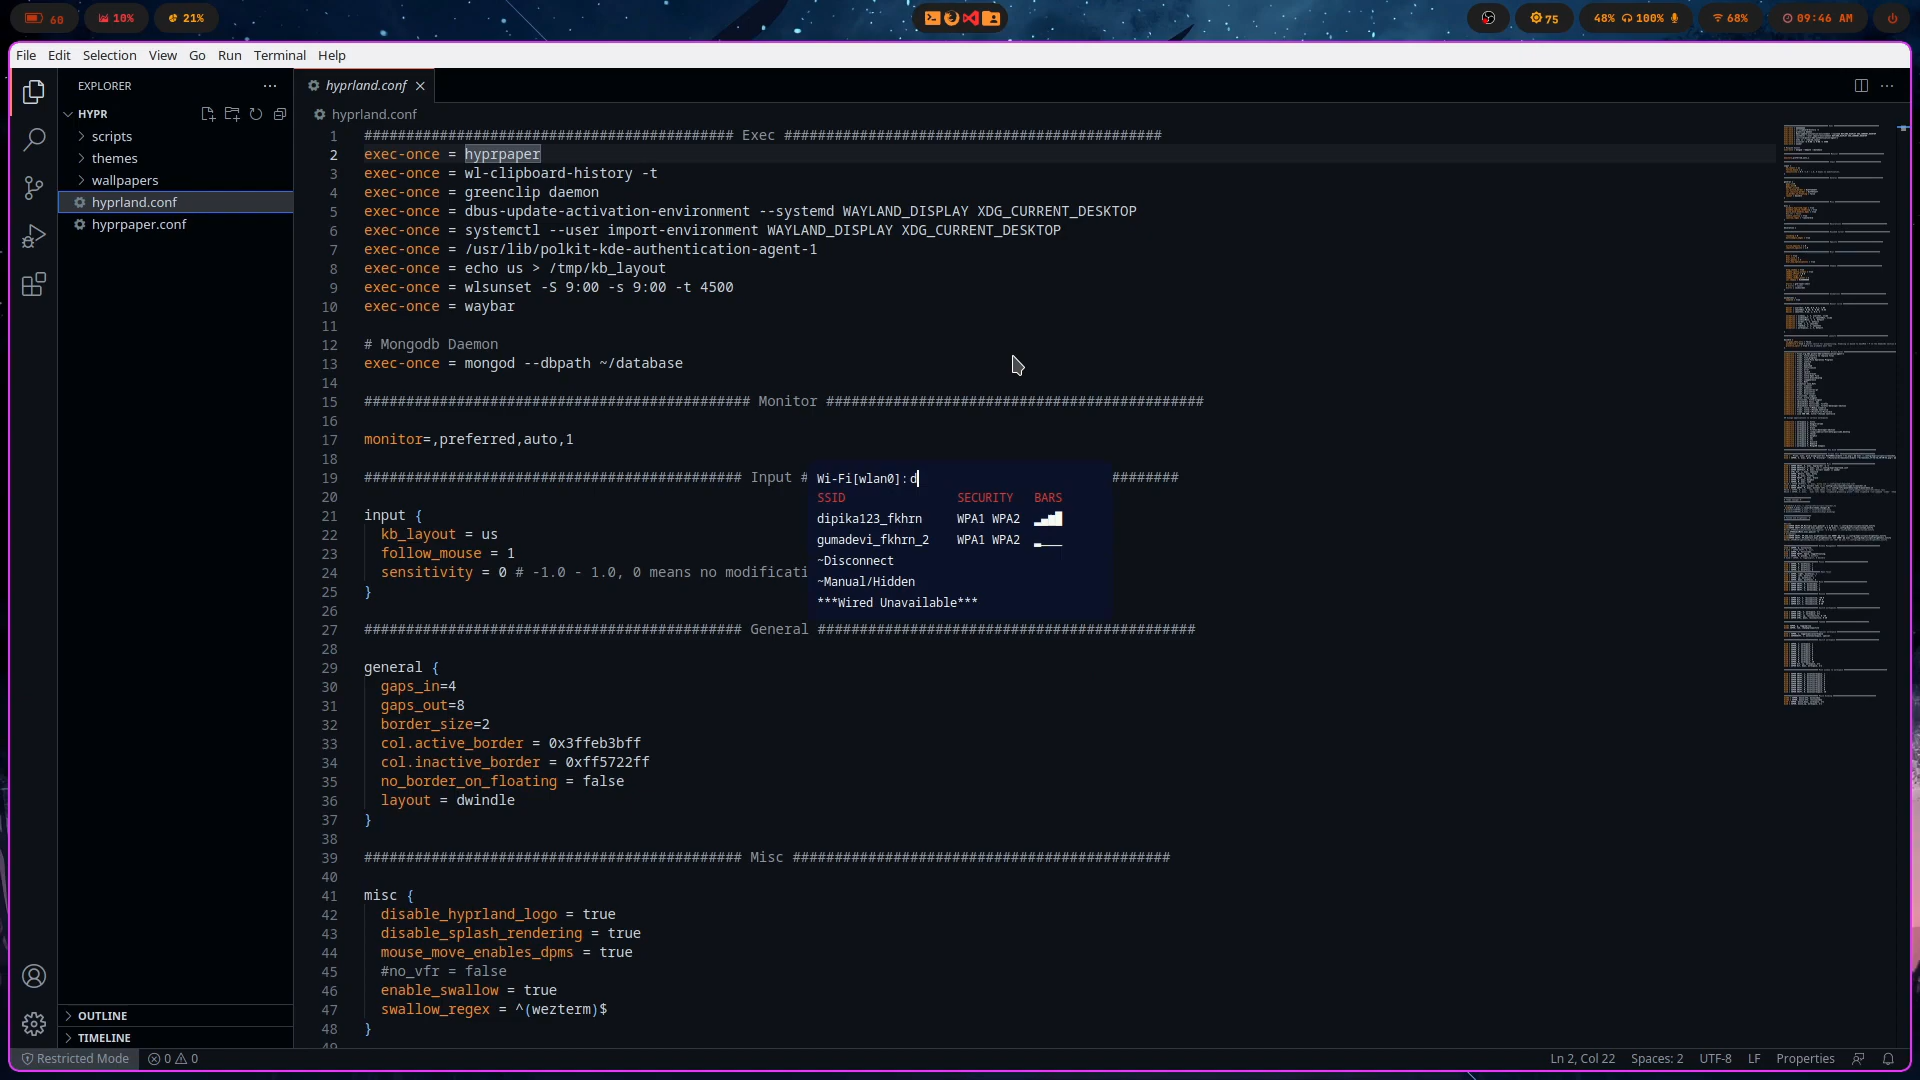 60 10% 21% 75 48% 100% 68% 09:46 AM
File Edit Selection View Go Run Terminal Help
EXPLORER
HYPR
scripts
themes
wallpapers
hyprland.conf
hyprpaper.conf
OUTLINE
TIMELINE
hyprland.conf
hyprland.conf
1 ############################################ Exec #############################################
2 exec-once = hyprpaper
3 exec-once = wl-clipboard-history -t
4 exec-once = greenclip daemon
5 exec-once = dbus-update-activation-environment --systemd WAYLAND_DISPLAY XDG_CURRENT_DESKTOP
6 exec-once = systemctl --user import-environment WAYLAND_DISPLAY XDG_CURRENT_DESKTOP
7 exec-once = /usr/lib/polkit-kde-authentication-agent-1
8 exec-once = echo us > /tmp/kb_layout
9 exec-once = wlsunset -S 9:00 -s 9:00 -t 4500
10 exec-once = waybar
11
12 # Mongodb Daemon
13 exec-once = mongod --dbpath ~/database
14
15 ############################################## Monitor #############################################
16
17 monitor=,preferred,auto,1
18
19 ############################################# Input # ########
20
21 input {
22 kb_layout = us
23 follow_mouse = 1
24 sensitivity = 0 # -1.0 - 1.0, 0 means no modificati
25 }
26
27 ############################################# General #############################################
28
29 general {
30 gaps_in=4
31 gaps_out=8
32 border_size=2
33 col.active_border = 0x3ffeb3bff
34 col.inactive_border = 0xff5722ff
35 no_border_on_floating = false
36 layout = dwindle
37 }
38
39 ############################################# Misc #############################################
40
41 misc {
42 disable_hyprland_logo = true
43 disable_splash_rendering = true
44 mouse_move_enables_dpms = true
45 #no_vfr = false
46 enable_swallow = true
47 swallow_regex = ^(wezterm)$
48 }
49
Wi-Fi[wlan0]:d
SSID SECURITY BARS
dipika123_fkhrn WPA1 WPA2
gumadevi_fkhrn_2 WPA1 WPA2
~Disconnect
~Manual/Hidden
***Wired Unavailable***
Restricted Mode 0 0 Ln 2, Col 22 Spaces: 2 UTF-8 LF Properties